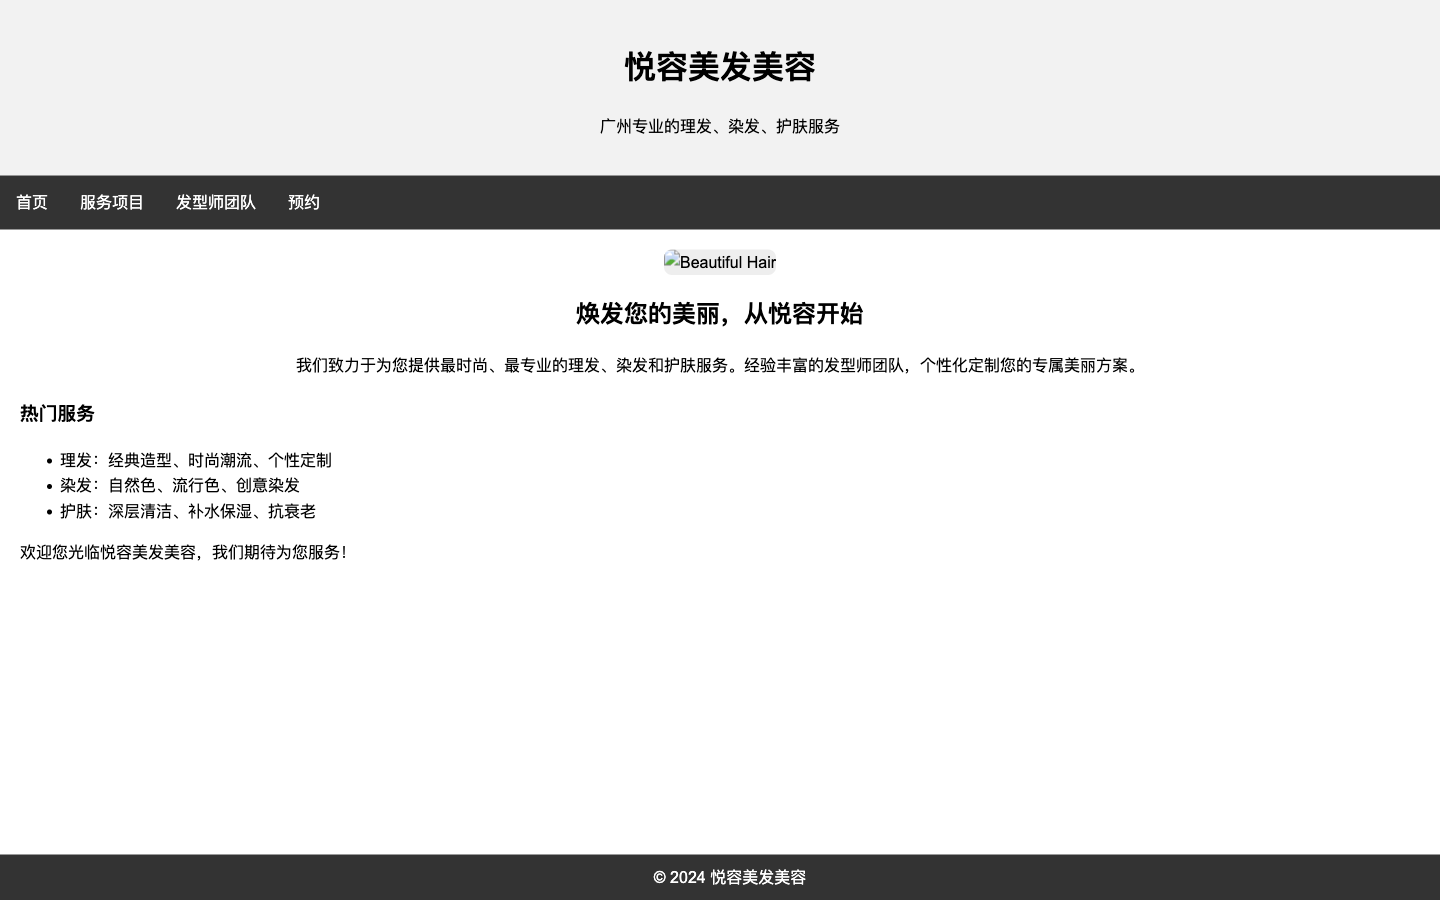 悦容美发美容
广州专业的理发、染发、护肤服务
首页 服务项目 发型师团队 预约
Beautiful Hair
焕发您的美丽，从悦容开始
我们致力于为您提供最时尚、最专业的理发、染发和护肤服务。经验丰富的发型师团队，个性化定制您的专属美丽方案。
热门服务
• 理发：经典造型、时尚潮流、个性定制
• 染发：自然色、流行色、创意染发
• 护肤：深层清洁、补水保湿、抗衰老
欢迎您光临悦容美发美容，我们期待为您服务！
© 2024 悦容美发美容